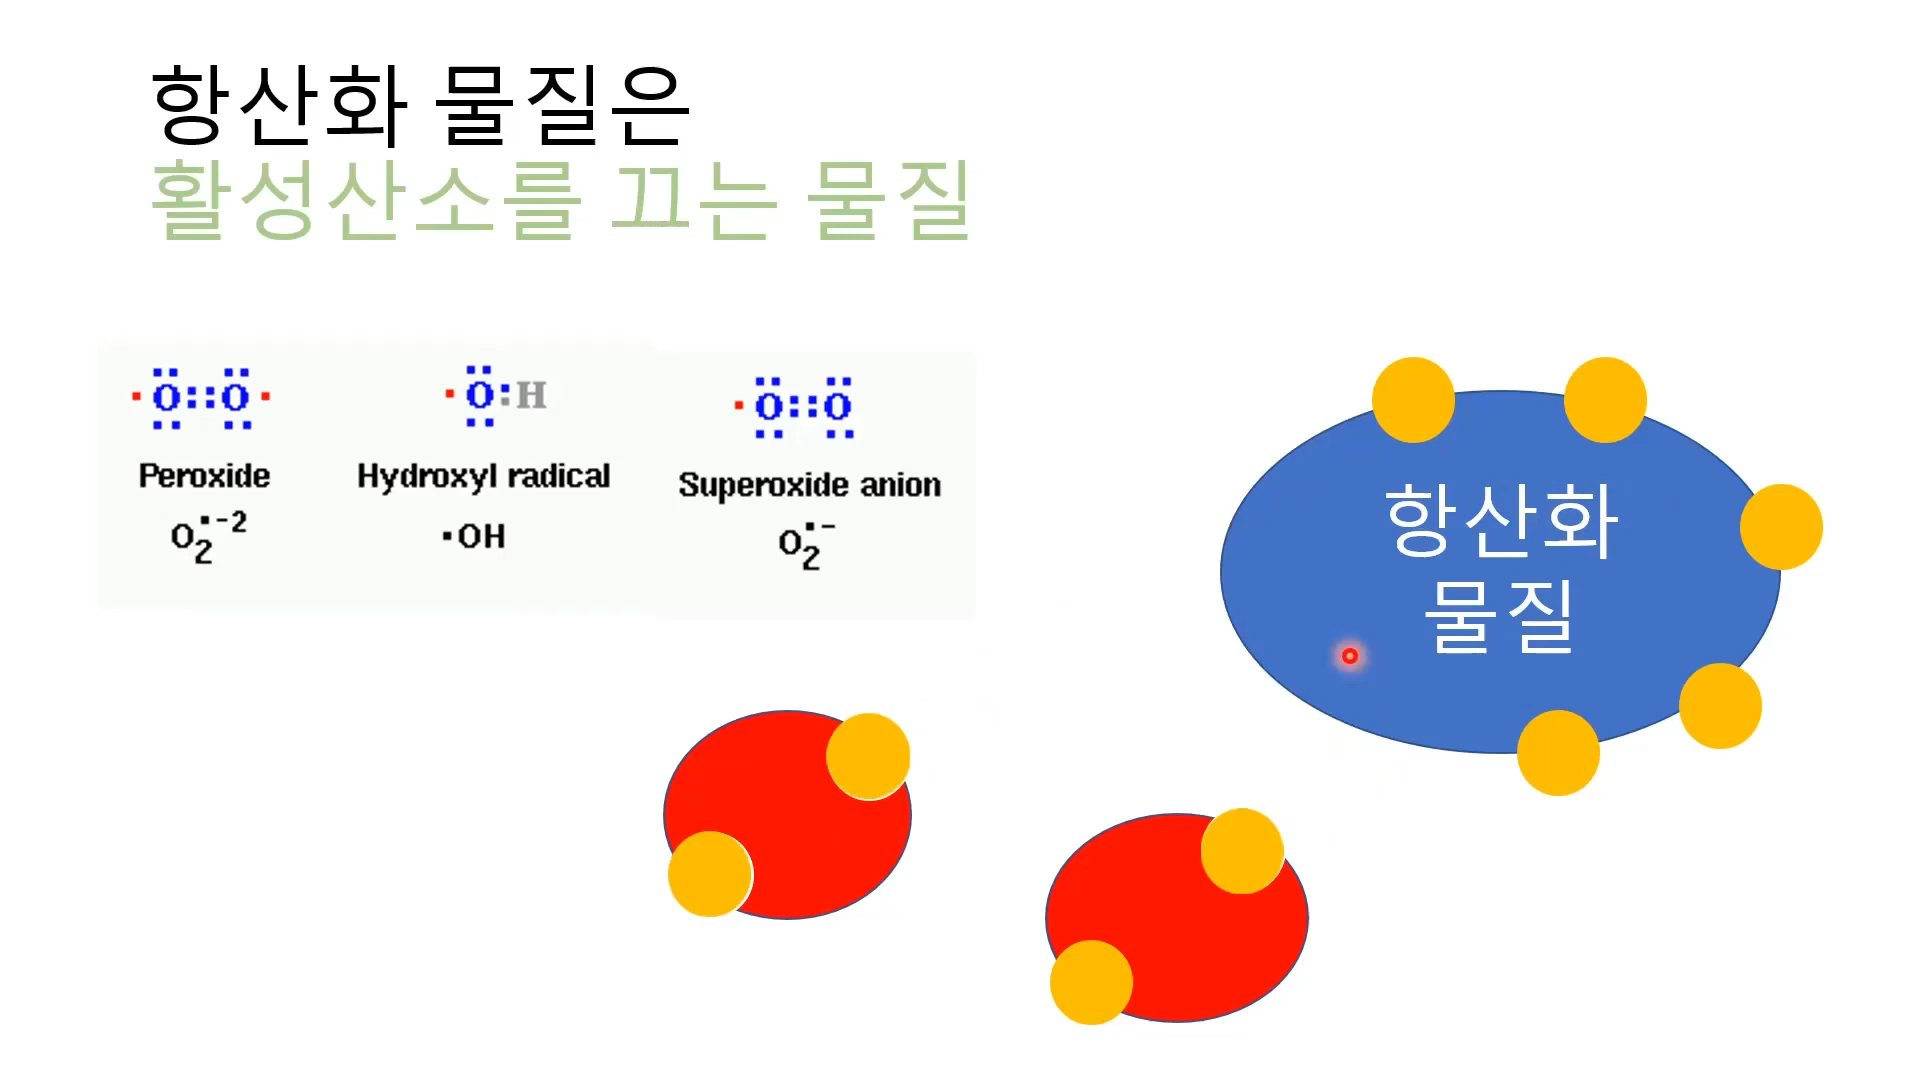 항산화 물질은
활성산소를 끄는 물질
·O::O·
·O:H
·O::O
Peroxide
Hydroxyl radical
Superoxide anion
O₂•⁻²
•OH
O₂•⁻
항산화
물질